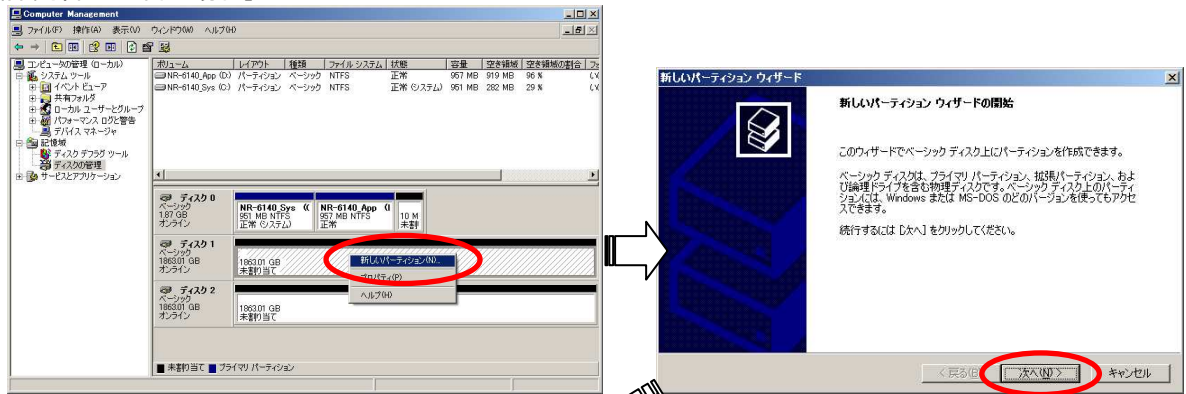 Computer Management
ファイル(F) 操作(A) 表示(V) ウィンドウ(W) ヘルプ(H)
コンピュータの管理 (ローカル)
システム ツール
イベント ビューア
共有フォルダ
ローカル ユーザーとグループ
パフォーマンス ログと警告
デバイス マネージャ
記憶域
ディスク デフラグ ツール
ディスクの管理
サービスとアプリケーション
ボリューム レイアウト 種類 ファイル システム 状態 容量 空き領域 空き領域の割合
NR-6140_App (D:) パーティション ベーシック NTFS 正常 957 MB 919 MB 96 %
NR-6140_Sys (C:) パーティション ベーシック NTFS 正常 (システム) 951 MB 282 MB 29 %
ディスク 0
ベーシック
1.87 GB
オンライン
NR-6140_Sys
951 MB NTFS
正常 (システム)
NR-6140_App
957 MB NTFS
正常
10 M
未割
ディスク 1
ベーシック
1863.01 GB
オンライン
1863.01 GB
未割り当て
新しいパーティション(N)...
プロパティ(P)
ヘルプ(H)
ディスク 2
ベーシック
1863.01 GB
オンライン
1863.01 GB
未割り当て
未割り当て プライマリ パーティション
新しいパーティション ウィザード
新しいパーティション ウィザードの開始
このウィザードでベーシック ディスク上にパーティションを作成できます。
ベーシック ディスクは、プライマリ パーティション、拡張パーティション、およ
び論理ドライブを含む物理ディスクです。ベーシック ディスク上のパーティ
ションには、Windows または MS-DOS のどのバージョンを使ってもアクセ
スできます。
続行するには [次へ] をクリックしてください。
< 戻る(B) 次へ(N) > キャンセル